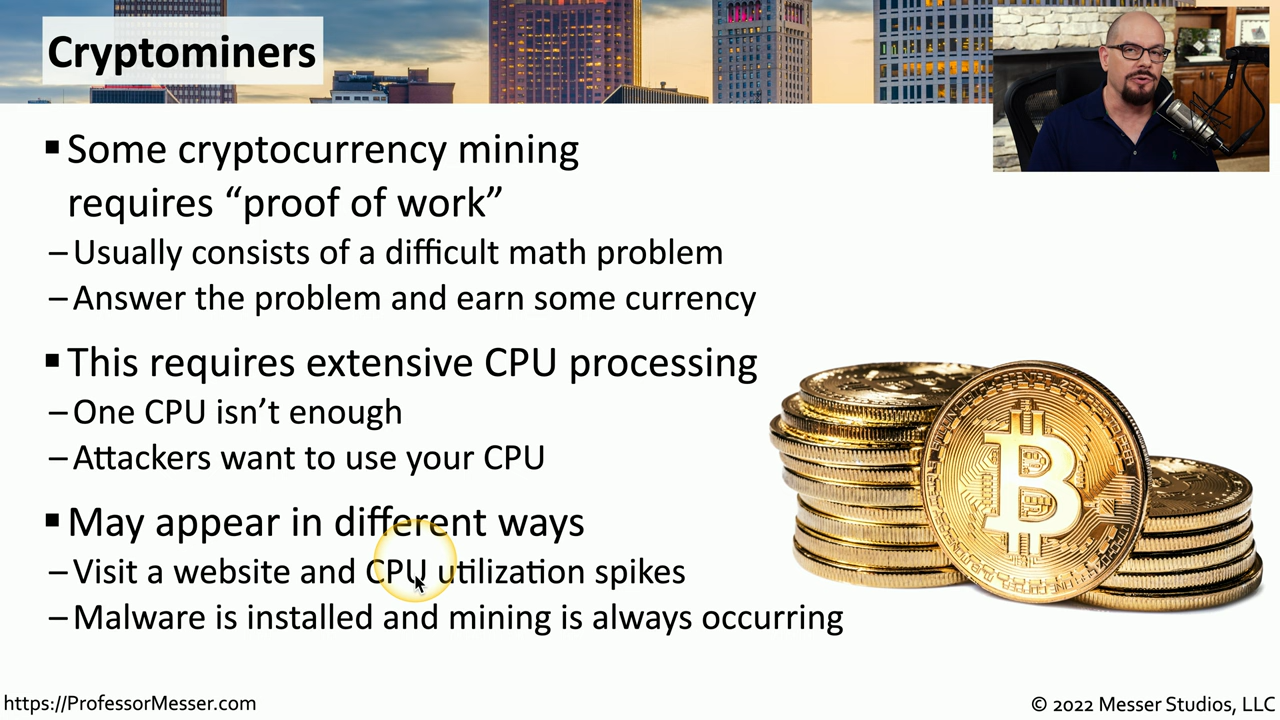 Cryptominers
▪ Some cryptocurrency mining
requires “proof of work”
– Usually consists of a difficult math problem
– Answer the problem and earn some currency
▪ This requires extensive CPU processing
– One CPU isn’t enough
– Attackers want to use your CPU
▪ May appear in different ways
– Visit a website and CPU utilization spikes
– Malware is installed and mining is always occurring
https://ProfessorMesser.com
© 2022 Messer Studios, LLC